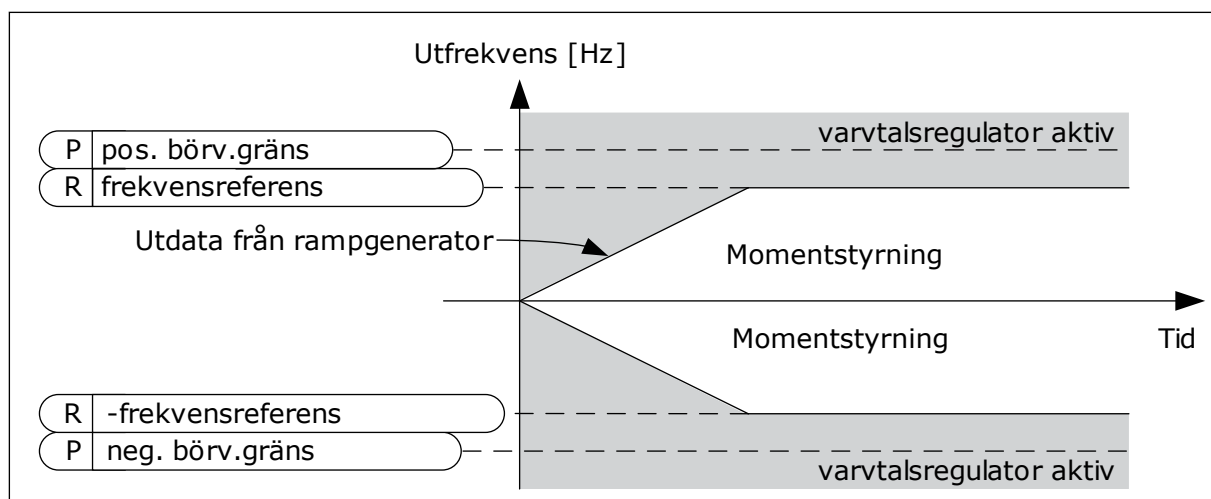 Utfrekvens [Hz]
varvtalsregulator aktiv
P pos. börv.gräns
R frekvensreferens
Utdata från rampgenerator
Momentstyrning
Momentstyrning
Tid
R -frekvensreferens
P neg. börv.gräns
varvtalsregulator aktiv